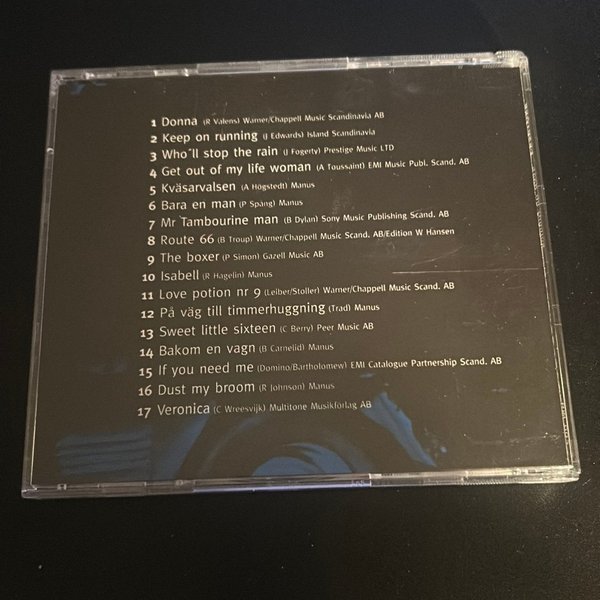 1 Donna (R Valens) Warner/Chappell Music Scandinavia AB
2 Keep on running (J Edwards) Island Scandinavia
3 Who´ll stop the rain (J Fogerty) Prestige Music LTD
4 Get out of my life woman (A Toussaint) EMI Music Publ. Scand. AB
5 Kväsarvalsen (A Högstedt) Manus
6 Bara en man (P Spång) Manus
7 Mr Tambourine man (B Dylan) Sony Music Publishing Scand. AB
8 Route 66 (B Troup) Warner/Chappell Music Scand. AB/Edition W Hansen
9 The boxer (P Simon) Gazell Music AB
10 Isabell (R Hagelin) Manus
11 Love potion nr 9 (Leiber/Stoller) Warner/Chappell Music Scand. AB
12 På väg till timmerhuggning (Trad) Manus
13 Sweet little sixteen (C Berry) Peer Music AB
14 Bakom en vagn (B Carnelid) Manus
15 If you need me (Domino/Bartholomew) EMI Catalogue Partnership Scand. AB
16 Dust my broom (R Johnson) Manus
17 Veronica (C Wreesvijk) Multitone Musikförlag AB